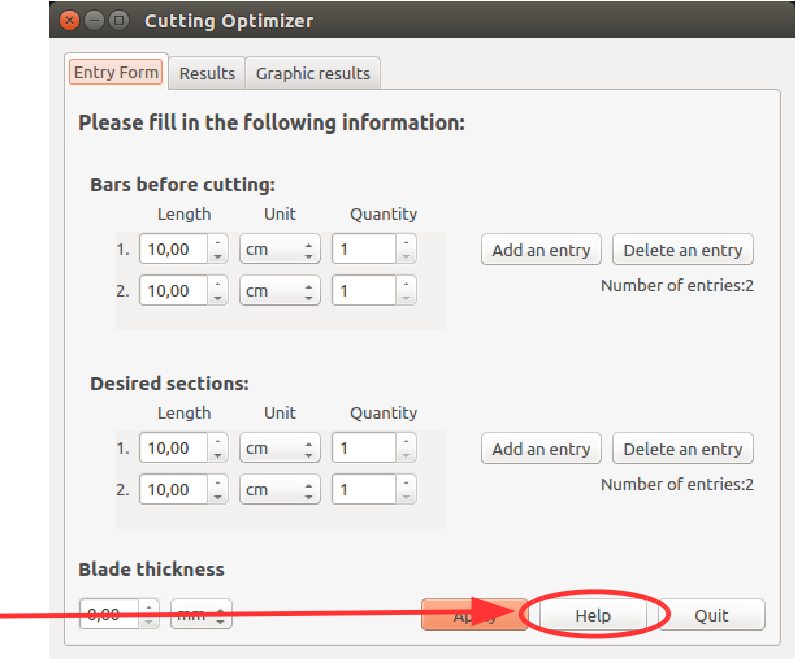 Cutting Optimizer
Entry Form Results Graphic results
Please fill in the following information:
Bars before cutting:
Length Unit Quantity
1. 10,00 cm 1 Add an entry Delete an entry
2. 10,00 cm 1 Number of entries:2
Desired sections:
Length Unit Quantity
1. 10,00 cm 1 Add an entry Delete an entry
2. 10,00 cm 1 Number of entries:2
Blade thickness
0,00 mm Apply Help Quit